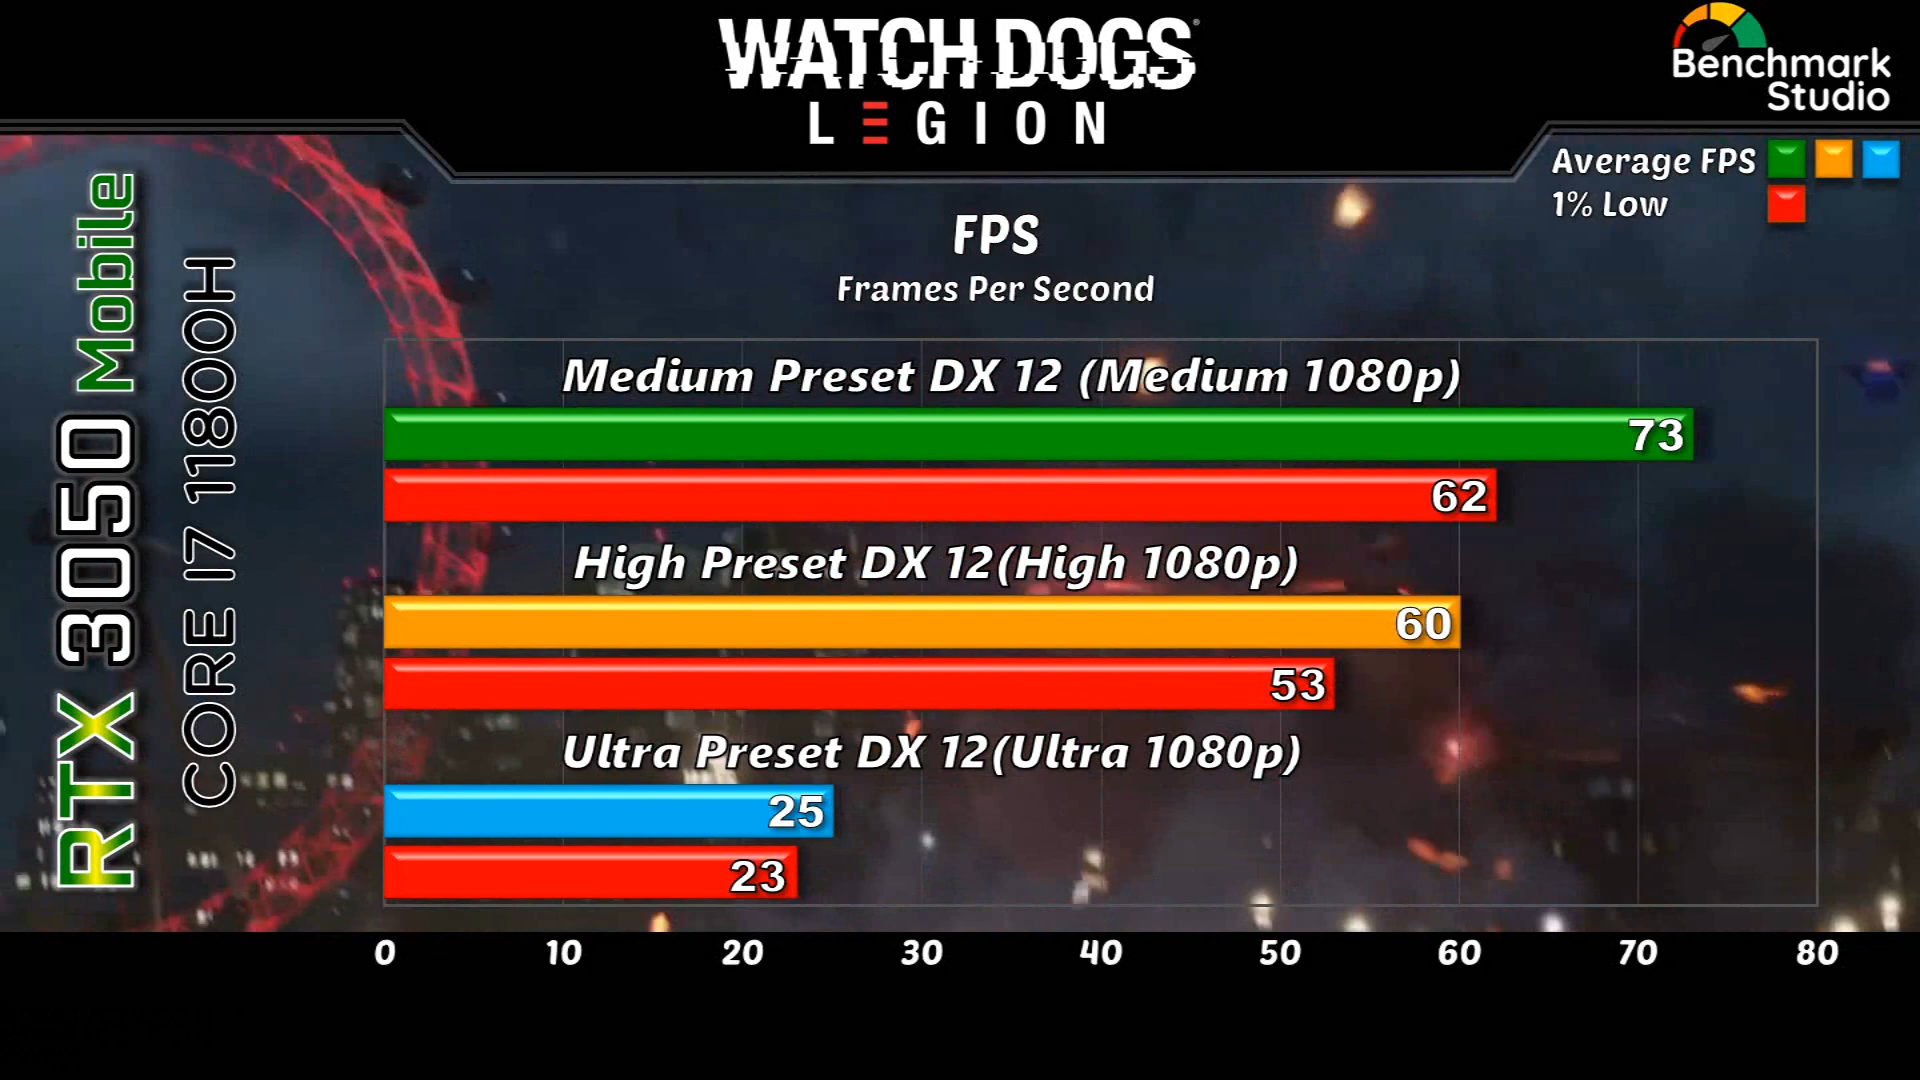 WATCH DOGS
LEGION
Benchmark
Studio
Average FPS
1% Low
FPS
Frames Per Second
RTX 3050 Mobile
CORE I7 11800H
Medium Preset DX 12 (Medium 1080p)
73
62
High Preset DX 12(High 1080p)
60
53
Ultra Preset DX 12(Ultra 1080p)
25
23
0 10 20 30 40 50 60 70 80